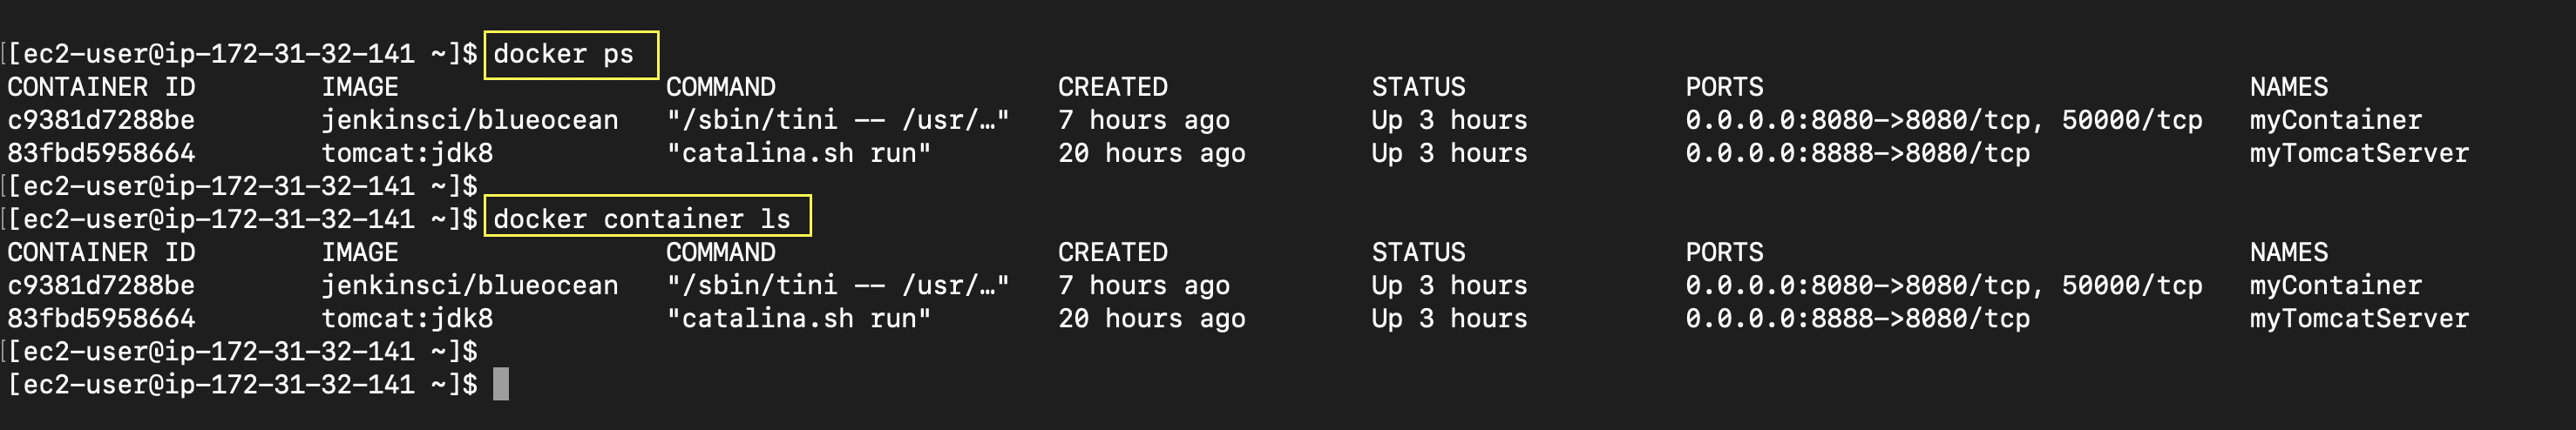 [[ec2-user@ip-172-31-32-141 ~]$ docker ps
CONTAINER ID        IMAGE                 COMMAND                  CREATED             STATUS              PORTS                               NAMES
c9381d7288be        jenkinsci/blueocean   "/sbin/tini -- /usr/…"   7 hours ago         Up 3 hours          0.0.0.0:8080->8080/tcp, 50000/tcp   myContainer
83fbd5958664        tomcat:jdk8           "catalina.sh run"        20 hours ago        Up 3 hours          0.0.0.0:8888->8080/tcp              myTomcatServer
[[ec2-user@ip-172-31-32-141 ~]$
[[ec2-user@ip-172-31-32-141 ~]$ docker container ls
CONTAINER ID        IMAGE                 COMMAND                  CREATED             STATUS              PORTS                               NAMES
c9381d7288be        jenkinsci/blueocean   "/sbin/tini -- /usr/…"   7 hours ago         Up 3 hours          0.0.0.0:8080->8080/tcp, 50000/tcp   myContainer
83fbd5958664        tomcat:jdk8           "catalina.sh run"        20 hours ago        Up 3 hours          0.0.0.0:8888->8080/tcp              myTomcatServer
[[ec2-user@ip-172-31-32-141 ~]$
[ec2-user@ip-172-31-32-141 ~]$